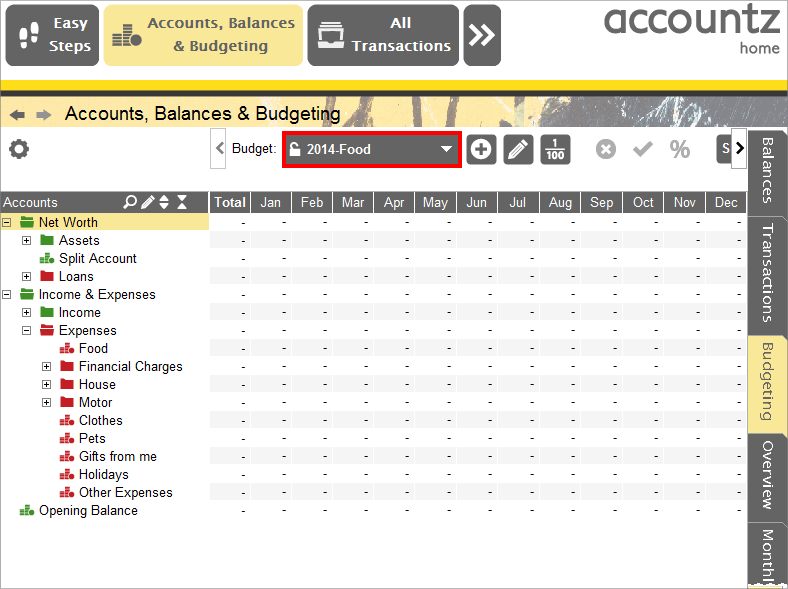 Easy
Steps
Accounts, Balances
& Budgeting
All
Transactions
accountz
home
Accounts, Balances & Budgeting
Budget: 2014-Food
1
100
%
S
Accounts Total Jan Feb Mar Apr May Jun Jul Aug Sep Oct Nov Dec
Net Worth - - - - - - - - - - - - -
Assets - - - - - - - - - - - - -
Split Account - - - - - - - - - - - - -
Loans - - - - - - - - - - - - -
Income & Expenses - - - - - - - - - - - - -
Income - - - - - - - - - - - - -
Expenses - - - - - - - - - - - - -
Food - - - - - - - - - - - - -
Financial Charges - - - - - - - - - - - - -
House - - - - - - - - - - - - -
Motor - - - - - - - - - - - - -
Clothes - - - - - - - - - - - - -
Pets - - - - - - - - - - - - -
Gifts from me - - - - - - - - - - - - -
Holidays - - - - - - - - - - - - -
Other Expenses - - - - - - - - - - - - -
Opening Balance - - - - - - - - - - - - -
Balances
Transactions
Budgeting
Overview
Monthl